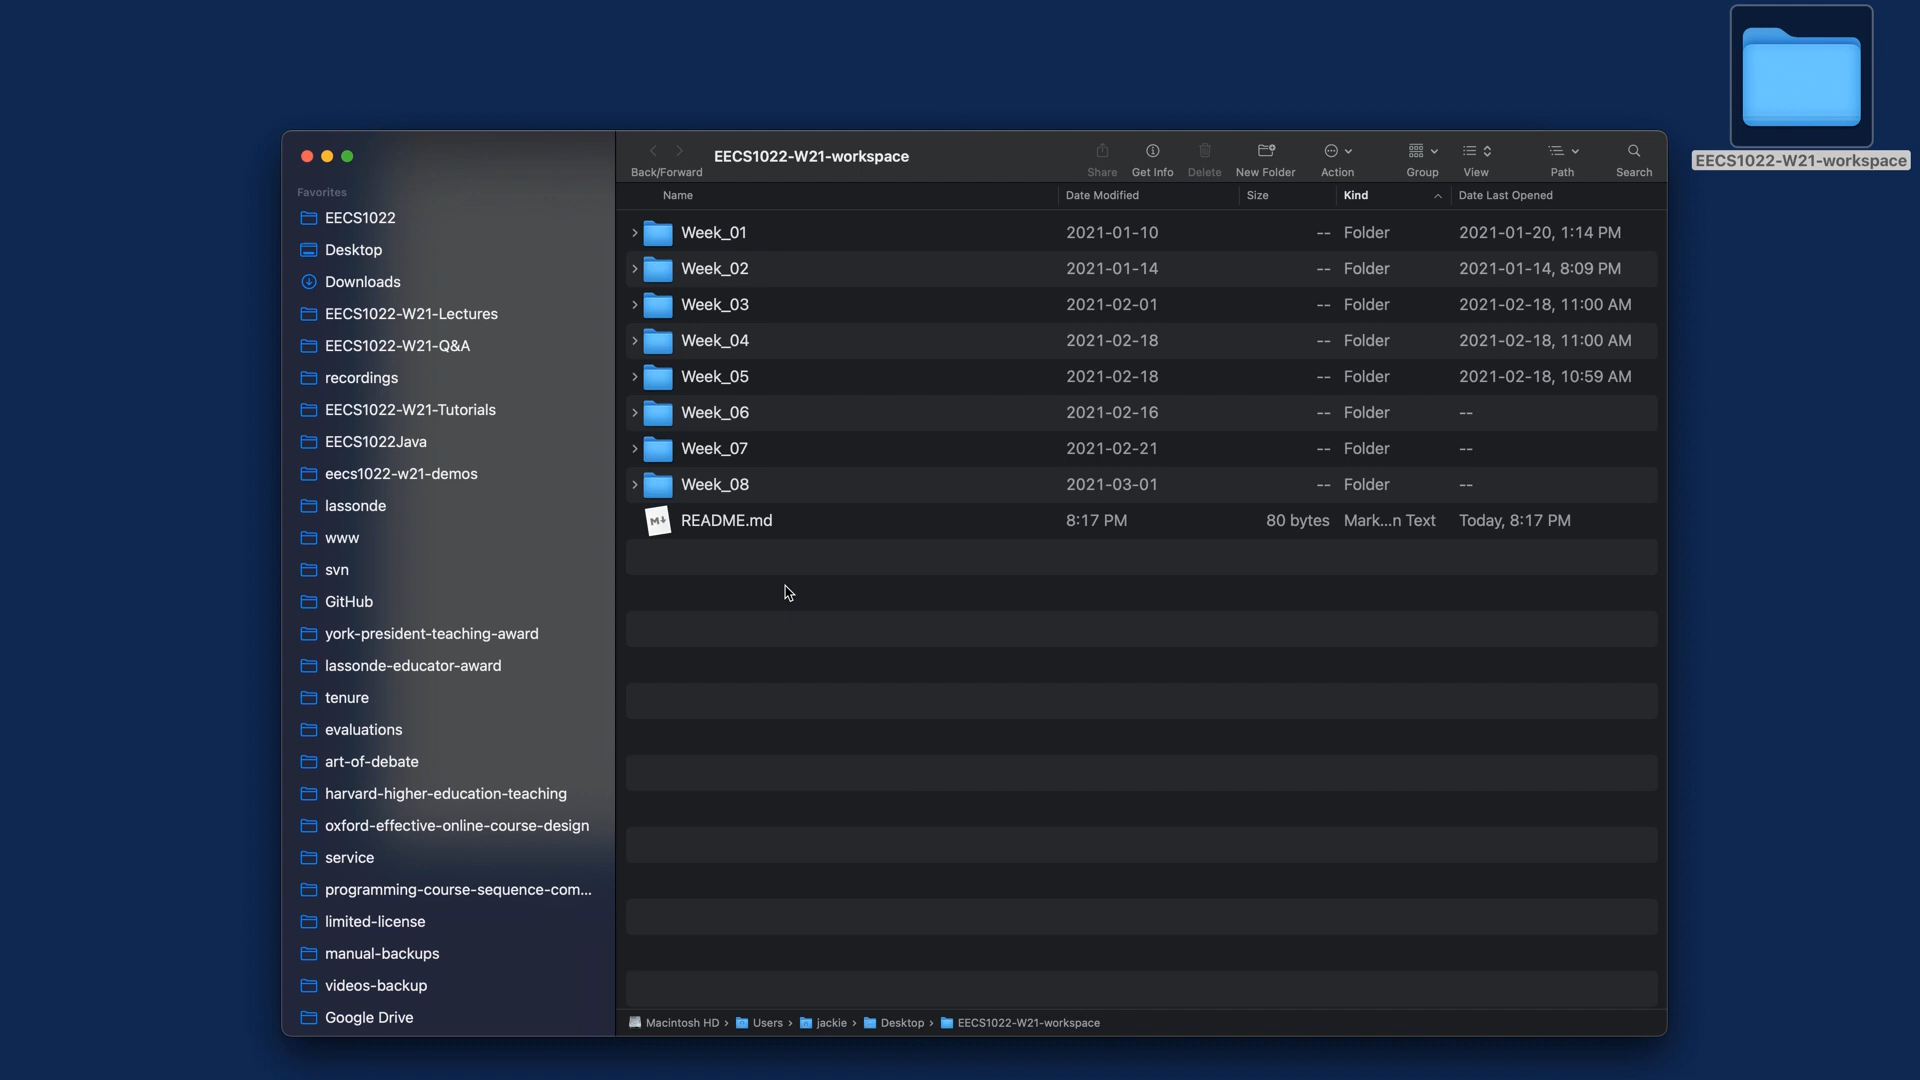 EECS1022-W21-workspace
Back/Forward
EECS1022-W21-workspace
Share Get Info Delete New Folder Action Group View Path Search
Favorites
EECS1022
Desktop
Downloads
EECS1022-W21-Lectures
EECS1022-W21-Q&A
recordings
EECS1022-W21-Tutorials
EECS1022Java
eecs1022-w21-demos
lassonde
www
svn
GitHub
york-president-teaching-award
lassonde-educator-award
tenure
evaluations
art-of-debate
harvard-higher-education-teaching
oxford-effective-online-course-design
service
programming-course-sequence-com...
limited-license
manual-backups
videos-backup
Google Drive
Name Date Modified Size Kind Date Last Opened
Week_01 2021-01-10 -- Folder 2021-01-20, 1:14 PM
Week_02 2021-01-14 -- Folder 2021-01-14, 8:09 PM
Week_03 2021-02-01 -- Folder 2021-02-18, 11:00 AM
Week_04 2021-02-18 -- Folder 2021-02-18, 11:00 AM
Week_05 2021-02-18 -- Folder 2021-02-18, 10:59 AM
Week_06 2021-02-16 -- Folder --
Week_07 2021-02-21 -- Folder --
Week_08 2021-03-01 -- Folder --
M↓ README.md 8:17 PM 80 bytes Mark...n Text Today, 8:17 PM
Macintosh HD › Users › jackie › Desktop › EECS1022-W21-workspace